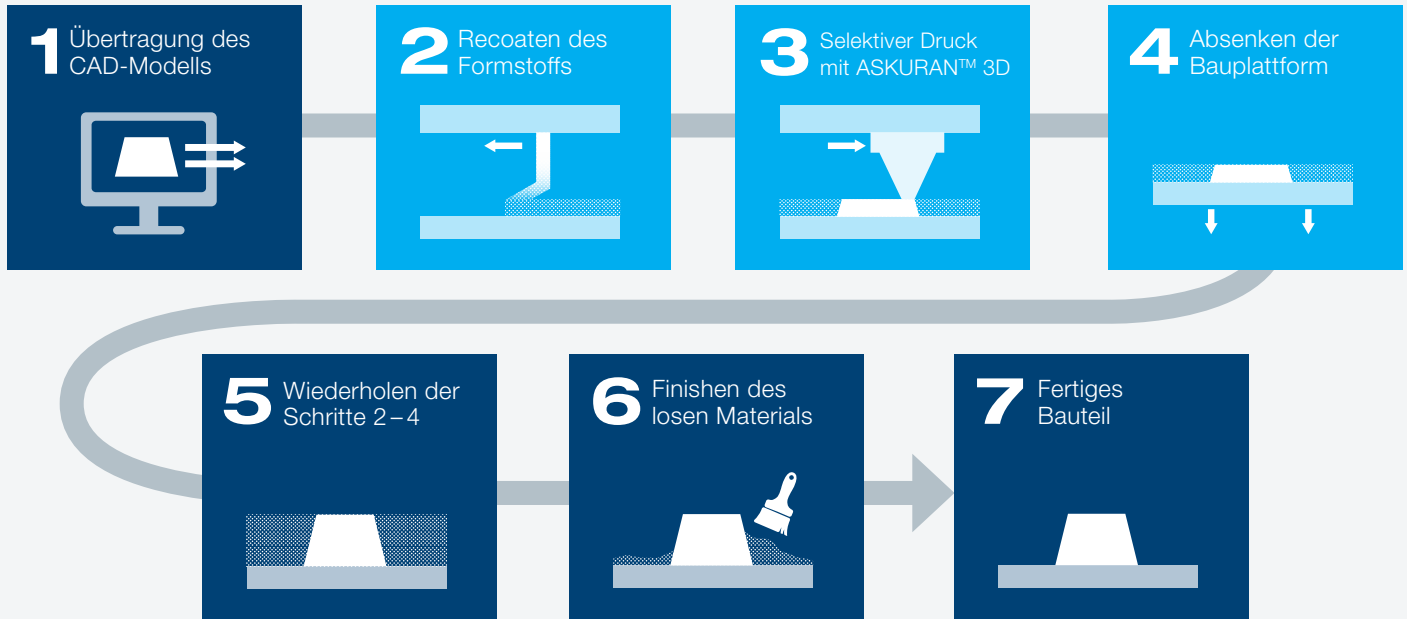 1 Übertragung des
CAD-Modells
2 Recoaten des
Formstoffs
3 Selektiver Druck
mit ASKURAN™ 3D
4 Absenken der
Bauplattform
5 Wiederholen der
Schritte 2–4
6 Finishen des
losen Materials
7 Fertiges
Bauteil